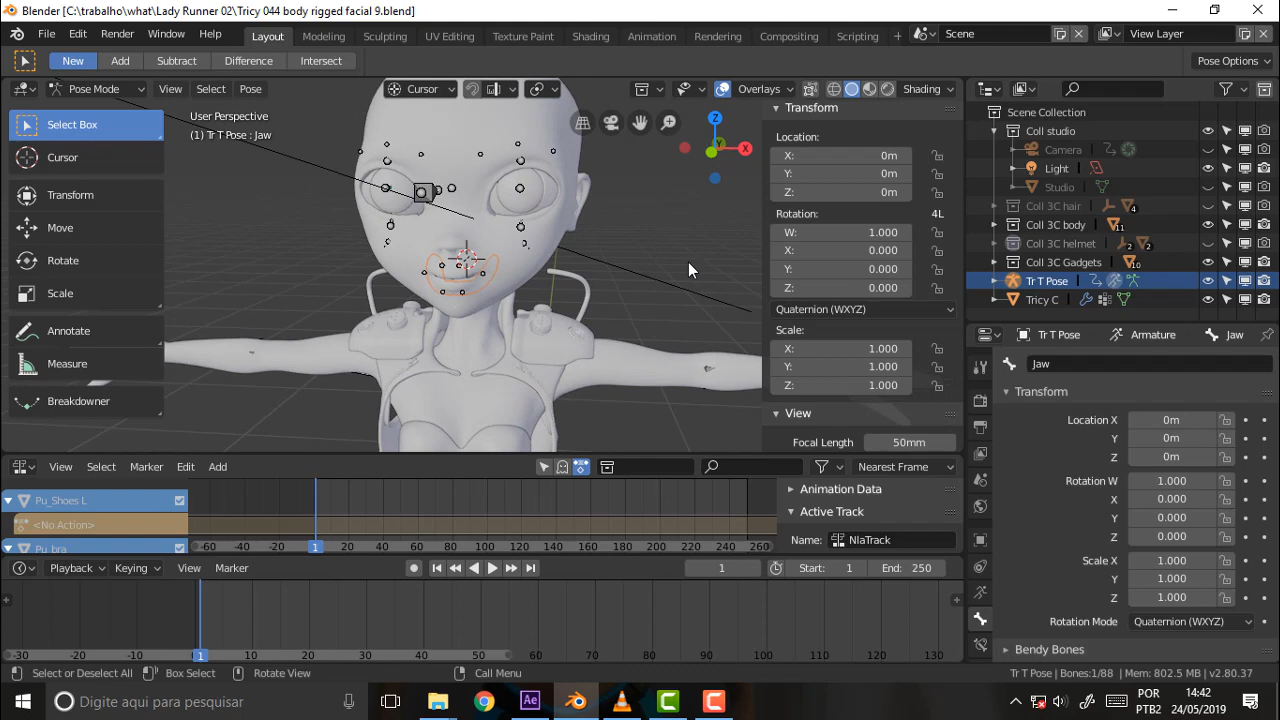 Blender [C:\trabalho\what\Lady Runner 02\Tricy 044 body rigged facial 9.blend]
File Edit Render Window Help Layout Modeling Sculpting UV Editing Texture Paint Shading Animation Rendering Compositing Scripting + Scene View Layer
New Add Subtract Difference Intersect Pose Options
Pose Mode View Select Pose Cursor Overlays Shading
Select Box
Cursor
Transform
Move
Rotate
Scale
Annotate
Measure
Breakdowner
User Perspective
(1) Tr T Pose : Jaw
Z
Y
X
Transform
Location:
X: 0m
Y: 0m
Z: 0m
Rotation: 4L
W: 1.000
X: 0.000
Y: 0.000
Z: 0.000
Quaternion (WXYZ)
Scale:
X: 1.000
Y: 1.000
Z: 1.000
View
Focal Length 50mm
Scene Collection
Coll studio
Camera
Light
Studio
Coll 3C hair 4
Coll 3C body 11
Coll 3C helmet 2 2
Coll 3C Gadgets 10
Tr T Pose
Tricy C
Tr T Pose Armature Jaw
Jaw
Transform
Location X 0m
Y 0m
Z 0m
Rotation W 1.000
X 0.000
Y 0.000
Z 0.000
Scale X 1.000
Y 1.000
Z 1.000
Rotation Mode Quaternion (WXYZ)
Bendy Bones
View Select Marker Edit Add Nearest Frame
Pu_Shoes L
<No Action>
Pu_bra
-60 -40 -20 1 20 40 60 80 100 120 140 160 180 200 220 240 260
Animation Data
Active Track
Name: NlaTrack
Playback Keying View Marker 1 Start: 1 End: 250
-30 -20 -10 1 10 20 30 40 50 60 70 80 90 100 110 120 130
Select or Deselect All Box Select Rotate View Call Menu Tr T Pose | Bones:1/88 | Mem: 802.5 MB | v2.80.37
Digite aqui para pesquisar
Ae
POR
PTB2
14:42
24/05/2019